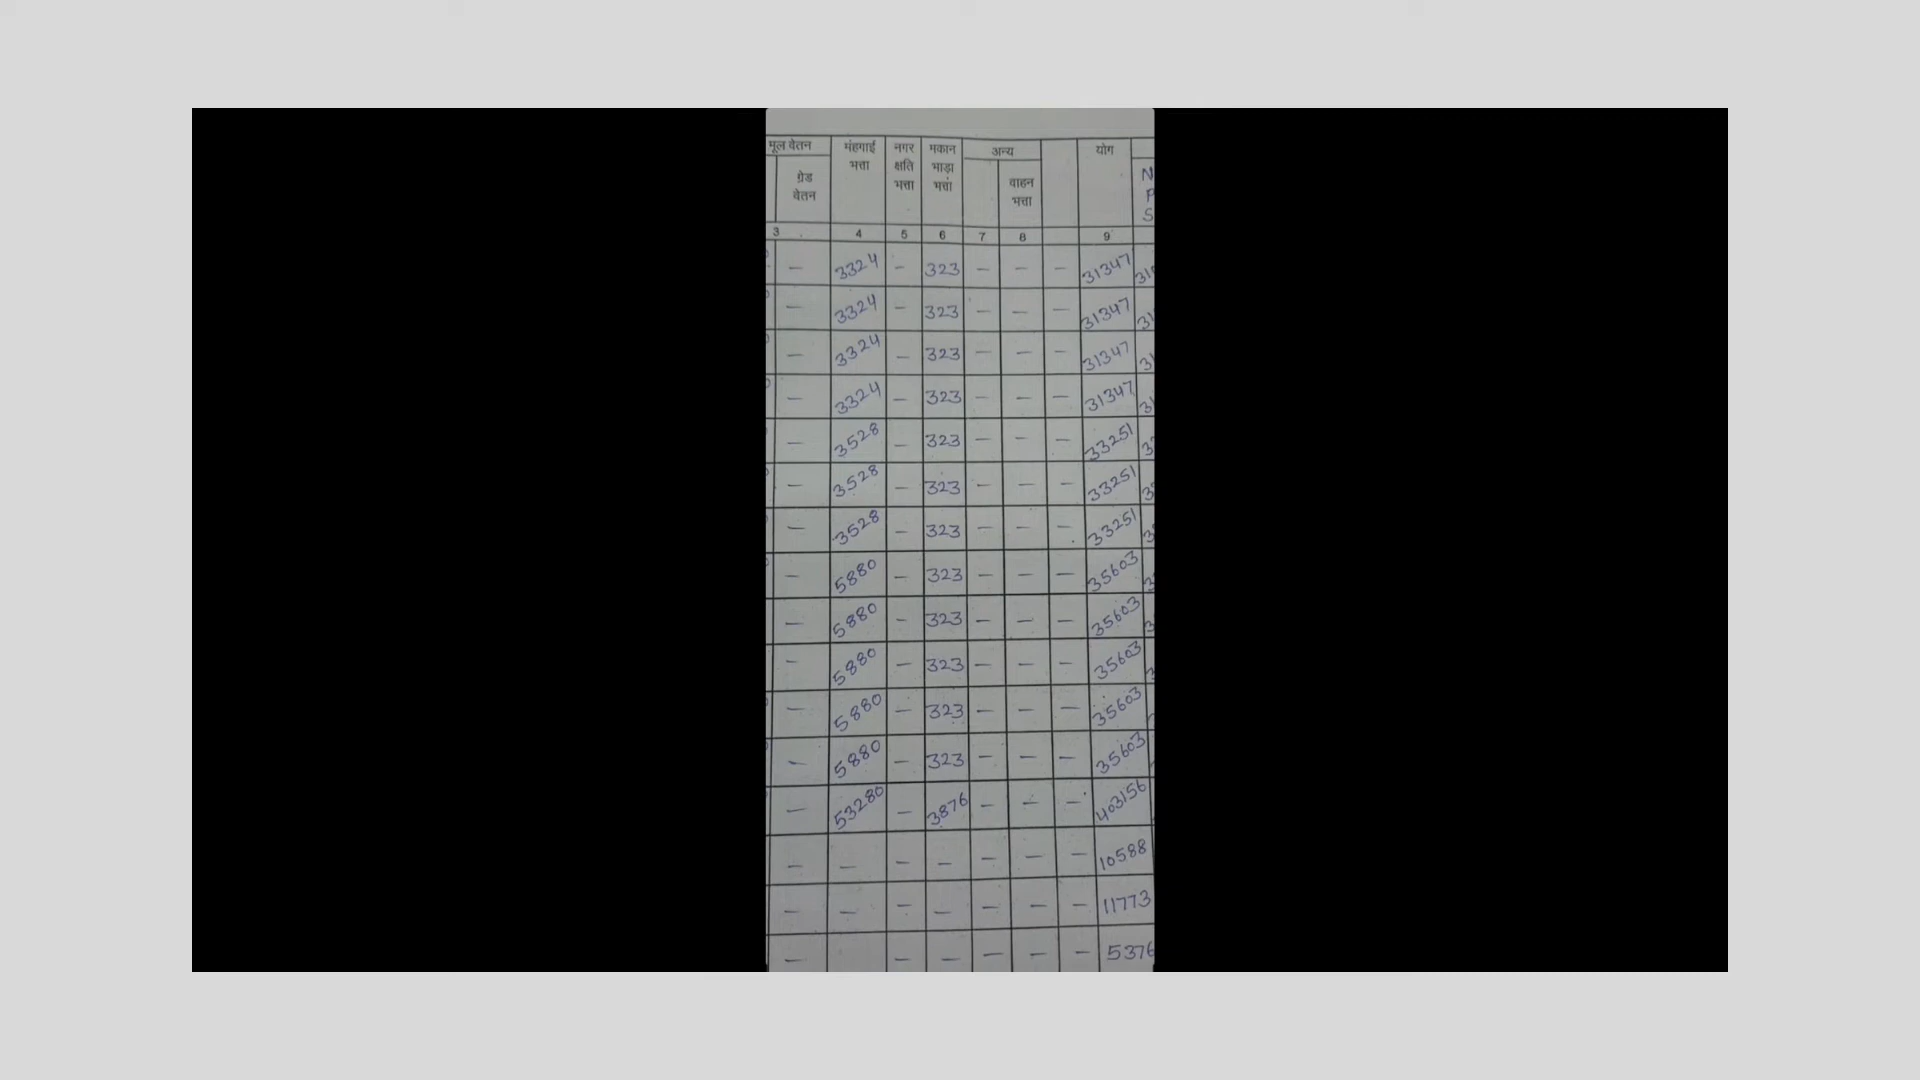 मूल वेतन मंहगाई भत्ता नगर क्षति भत्ता मकान भाड़ा भत्ता अन्य योग
ग्रेड वेतन वाहन भत्ता N P S
3 4 5 6 7 8 9
— 3324 — 323 — — — 31347
— 3324 — 323 — — — 31347
— 3324 — 323 — — — 31347
— 3324 — 323 — — — 31347
— 3528 — 323 — — — 33251
— 3528 — 323 — — — 33251
— 3528 — 323 — — — 33251
— 5880 — 323 — — — 35603
— 5880 — 323 — — — 35603
— 5880 — 323 — — — 35603
— 5880 — 323 — — — 35603
— 5880 — 323 — — — 35603
— 53280 — 3876 — — — 403156
— — — — — — — 10588
— — — — — — — 11773
— — — — — — 5376